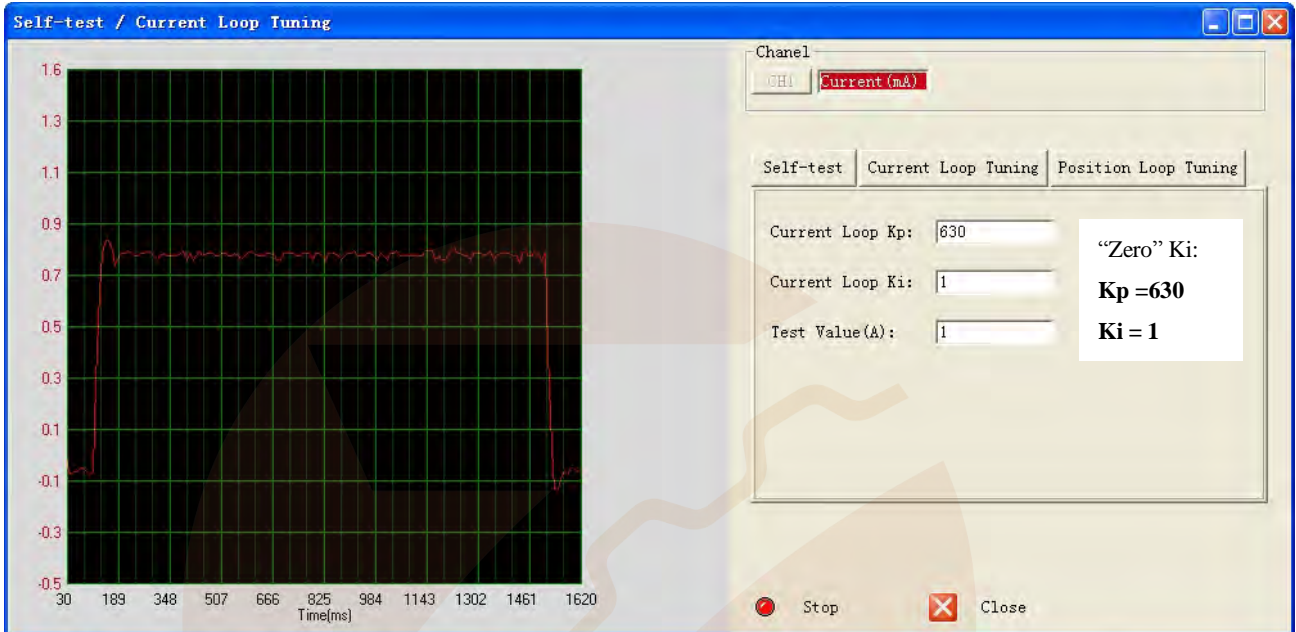 Self-test / Current Loop Tuning
1.6
1.3
1.1
0.9
0.7
0.5
0.3
0.1
-0.1
-0.3
-0.5
30 189 348 507 666 825 984 1143 1302 1461 1620
Time(ms)
Chanel
CH1 Current(mA)
Self-test Current Loop Tuning Position Loop Tuning
Current Loop Kp: 630
Current Loop Ki: 1
Test Value(A): 1
“Zero” Ki:
Kp =630
Ki = 1
Stop Close